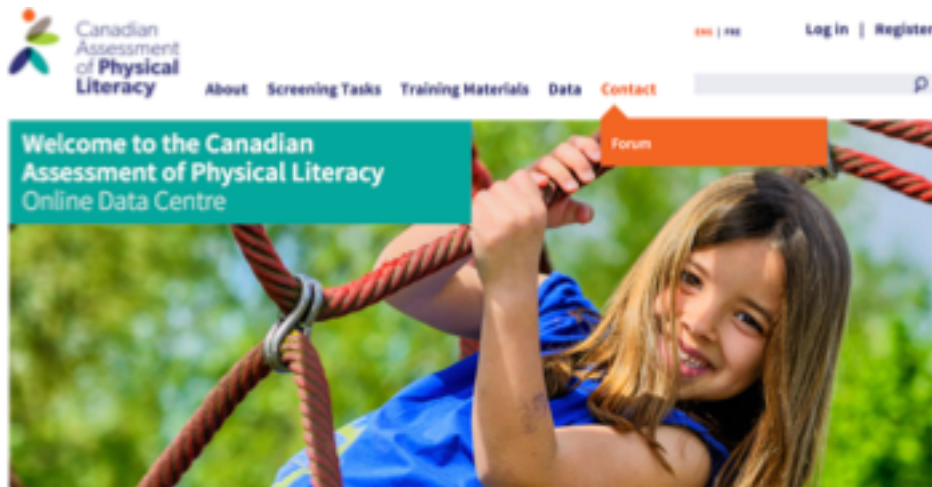 Canadian
Assessment
of Physical
Literacy
ENG | FRE
Log in | Register
About Screening Tasks Training Materials Data Contact
Forum
Welcome to the Canadian
Assessment of Physical Literacy
Online Data Centre